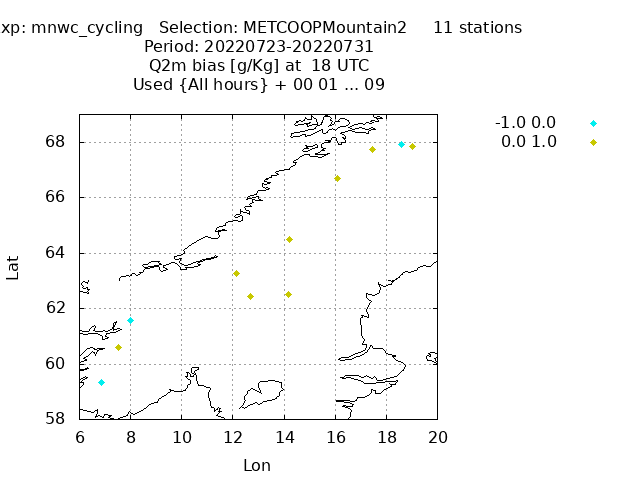 xp: mnwc_cycling   Selection: METCOOPMountain2     11 stations
Period: 20220723-20220731
Q2m bias [g/Kg] at  18 UTC
Used {All hours} + 00 01 ... 09
-1.0 0.0
0.0 1.0
68
66
64
62
60
58
Lat
6 8 10 12 14 16 18 20
Lon